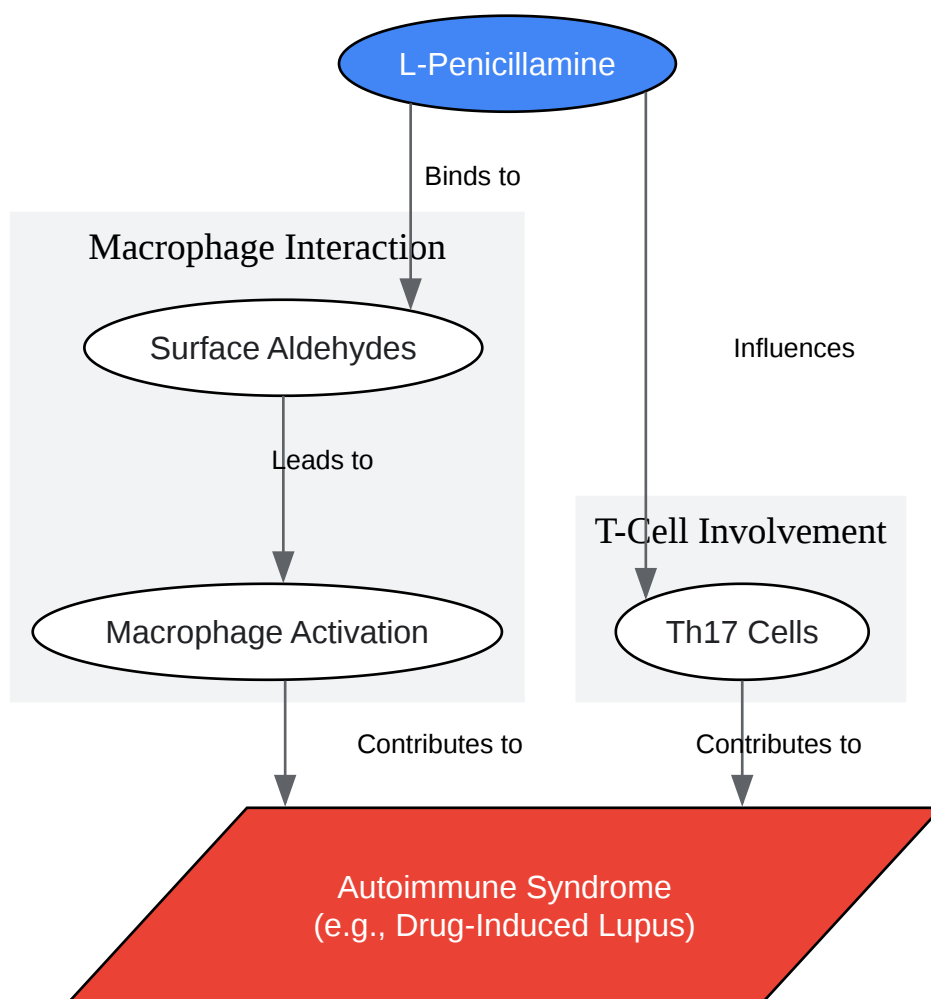 L-Penicillamine
Binds to
Macrophage Interaction
Surface Aldehydes
Influences
Leads to
T-Cell Involvement
Macrophage Activation
Th17 Cells
Contributes to
Contributes to
Autoimmune Syndrome
(e.g., Drug-Induced Lupus)